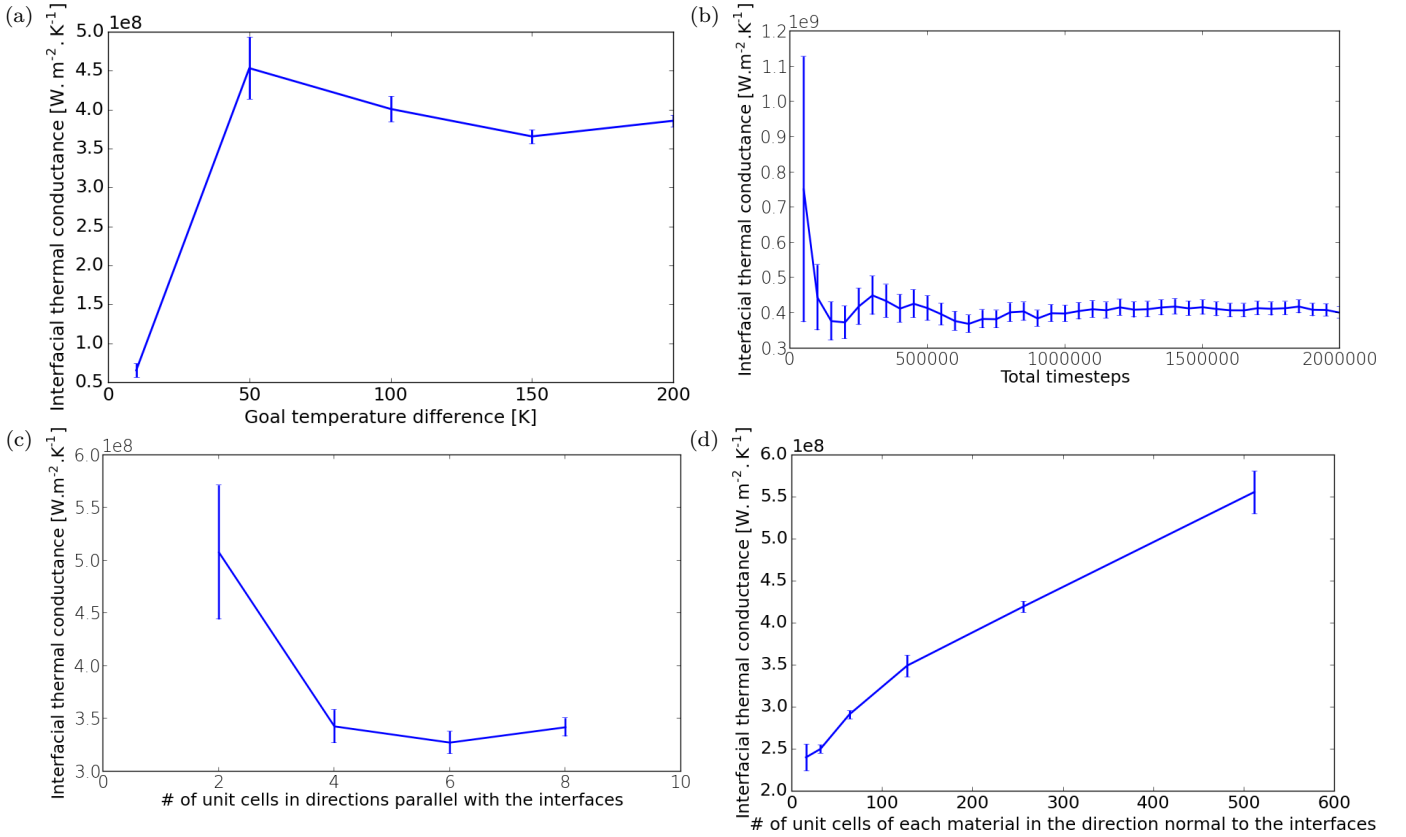 (a)
1e8
Interfacial thermal conductance [W.m⁻².K⁻¹]
5.0
4.5
4.0
3.5
3.0
2.5
2.0
1.5
1.0
0.5
0 50 100 150 200
Goal temperature difference [K]
(b)
1e9
Interfacial thermal conductance [W.m⁻².K⁻¹]
1.2
1.1
1.0
0.9
0.8
0.7
0.6
0.5
0.4
0.3
0 500000 1000000 1500000 2000000
Total timesteps
(c)
1e8
Interfacial thermal conductance [W.m⁻².K⁻¹]
6.0
5.5
5.0
4.5
4.0
3.5
3.0
0 2 4 6 8 10
# of unit cells in directions parallel with the interfaces
(d)
1e8
Interfacial thermal conductance [W.m⁻².K⁻¹]
6.0
5.5
5.0
4.5
4.0
3.5
3.0
2.5
2.0
0 100 200 300 400 500 600
# of unit cells of each material in the direction normal to the interfaces